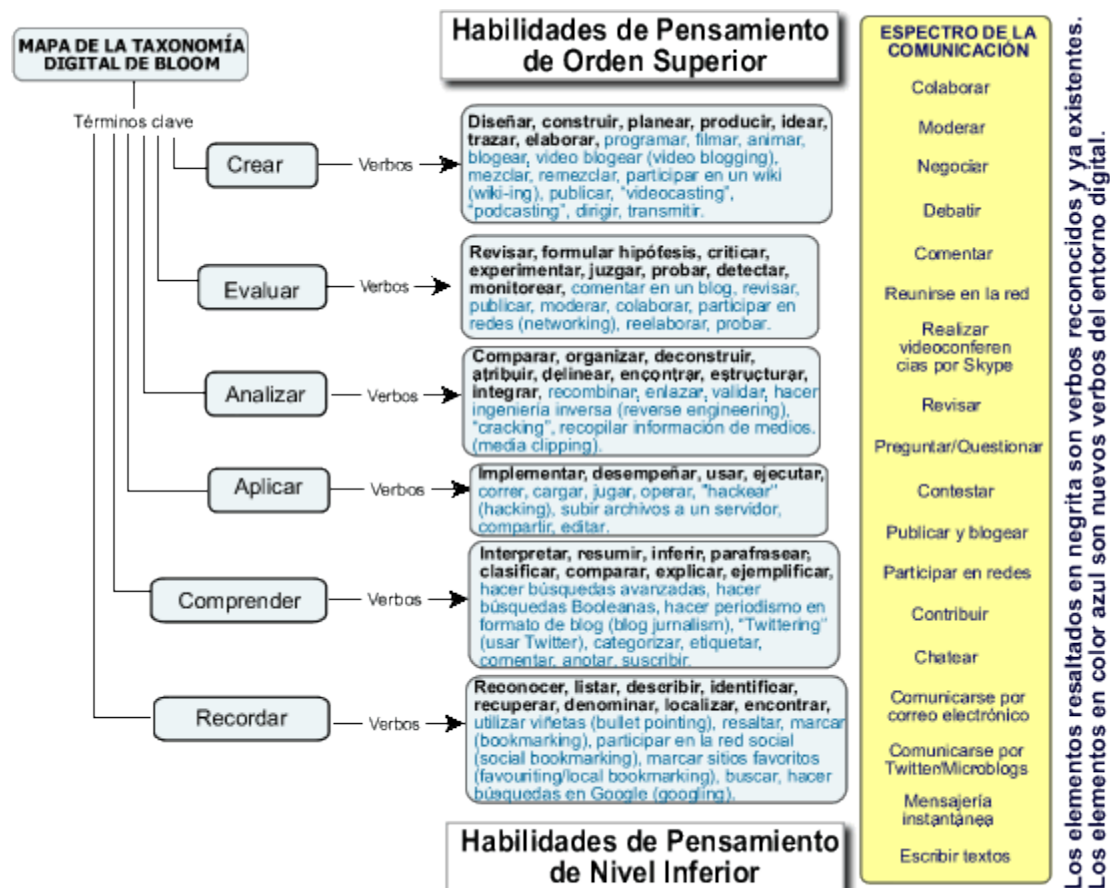 MAPA DE LA TAXONOMÍA
DIGITAL DE BLOOM
Términos clave
Habilidades de Pensamiento
de Orden Superior
Crear
Verbos
Diseñar, construir, planear, producir, idear,
trazar, elaborar, programar, filmar, animar,
blogear, video blogear (video blogging),
mezclar, remezclar, participar en un wiki
(wiki-ing), publicar, “videocasting”,
“podcasting”, dirigir, transmitir.
Evaluar
Verbos
Revisar, formular hipótesis, criticar,
experimentar, juzgar, probar, detectar,
monitorear, comentar en un blog, revisar,
publicar, moderar, colaborar, participar en
redes (networking), reelaborar, probar.
Analizar
Verbos
Comparar, organizar, deconstruir,
atribuir, delinear, encontrar, estructurar,
integrar, recombinar, enlazar, validar, hacer
ingeniería inversa (reverse engineering),
“cracking”, recopilar información de medios.
(media clipping).
Aplicar
Verbos
Implementar, desempeñar, usar, ejecutar,
correr, cargar, jugar, operar, “hackear”
(hacking), subir archivos a un servidor,
compartir, editar.
Comprender
Verbos
Interpretar, resumir, inferir, parafrasear,
clasificar, comparar, explicar, ejemplificar,
hacer búsquedas avanzadas, hacer
búsquedas Booleanas, hacer periodismo en
formato de blog (blog jurnalism), “Twittering”
(usar Twitter), categorizar, etiquetar,
comentar, anotar, suscribir.
Recordar
Verbos
Reconocer, listar, describir, identificar,
recuperar, denominar, localizar, encontrar,
utilizar viñetas (bullet pointing), resaltar, marcar
(bookmarking), participar en la red social
(social bookmarking), marcar sitios favoritos
(favouriting/local bookmarking), buscar, hacer
búsquedas en Google (googling).
Habilidades de Pensamiento
de Nivel Inferior
ESPECTRO DE LA
COMUNICACIÓN
Colaborar
Moderar
Negociar
Debatir
Comentar
Reunirse en la red
Realizar
videoconferen
cias por Skype
Revisar
Preguntar/Questionar
Contestar
Publicar y blogear
Participar en redes
Contribuir
Chatear
Comunicarse por
correo electrónico
Comunicarse por
Twitter/Microblogs
Mensajería
instantánea
Escribir textos
Los elementos resaltados en negrita son verbos reconocidos y ya existentes.
Los elementos en color azul son nuevos verbos del entorno digital.